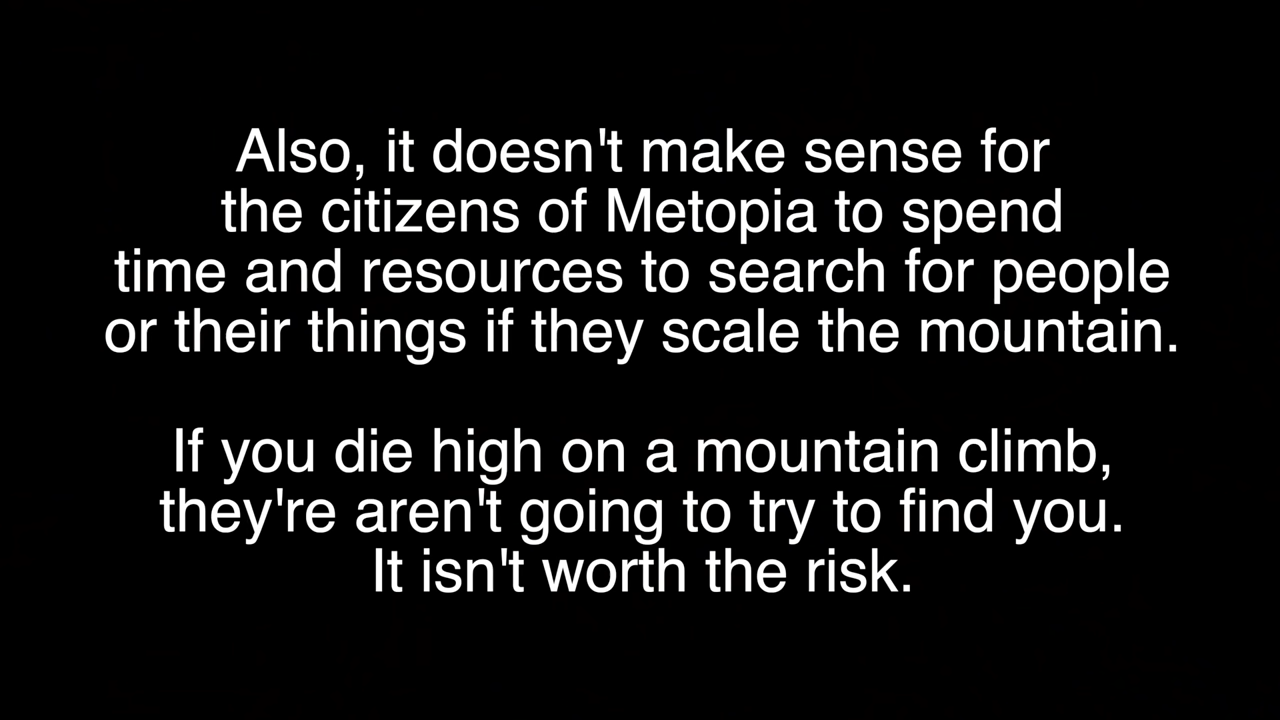 Also, it doesn't make sense for
the citizens of Metopia to spend
time and resources to search for people
or their things if they scale the mountain.
If you die high on a mountain climb,
they're aren't going to try to find you.
It isn't worth the risk.